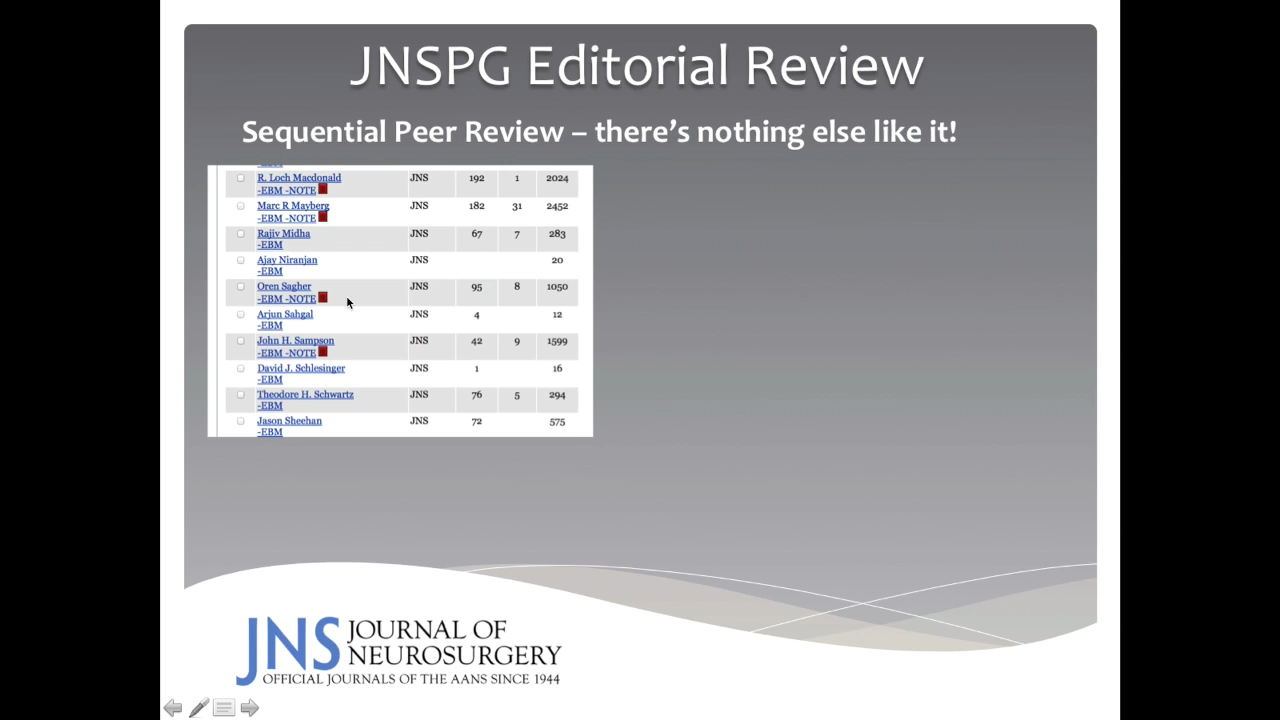 JNSPG Editorial Review
Sequential Peer Review – there's nothing else like it!
R. Loch Macdonald JNS 192 1 2024
-EBM -NOTE
Marc R Mayberg JNS 182 31 2452
-EBM -NOTE
Rajiv Midha JNS 67 7 283
-EBM
Ajay Niranjan JNS 20
-EBM
Oren Sagher JNS 95 8 1050
-EBM -NOTE
Arjun Sahgal JNS 4 12
-EBM
John H. Sampson JNS 42 9 1599
-EBM -NOTE
David J. Schlesinger JNS 1 16
-EBM
Theodore H. Schwartz JNS 76 5 294
-EBM
Jason Sheehan JNS 72 575
-EBM
JNS JOURNAL OF
NEUROSURGERY
OFFICIAL JOURNALS OF THE AANS SINCE 1944